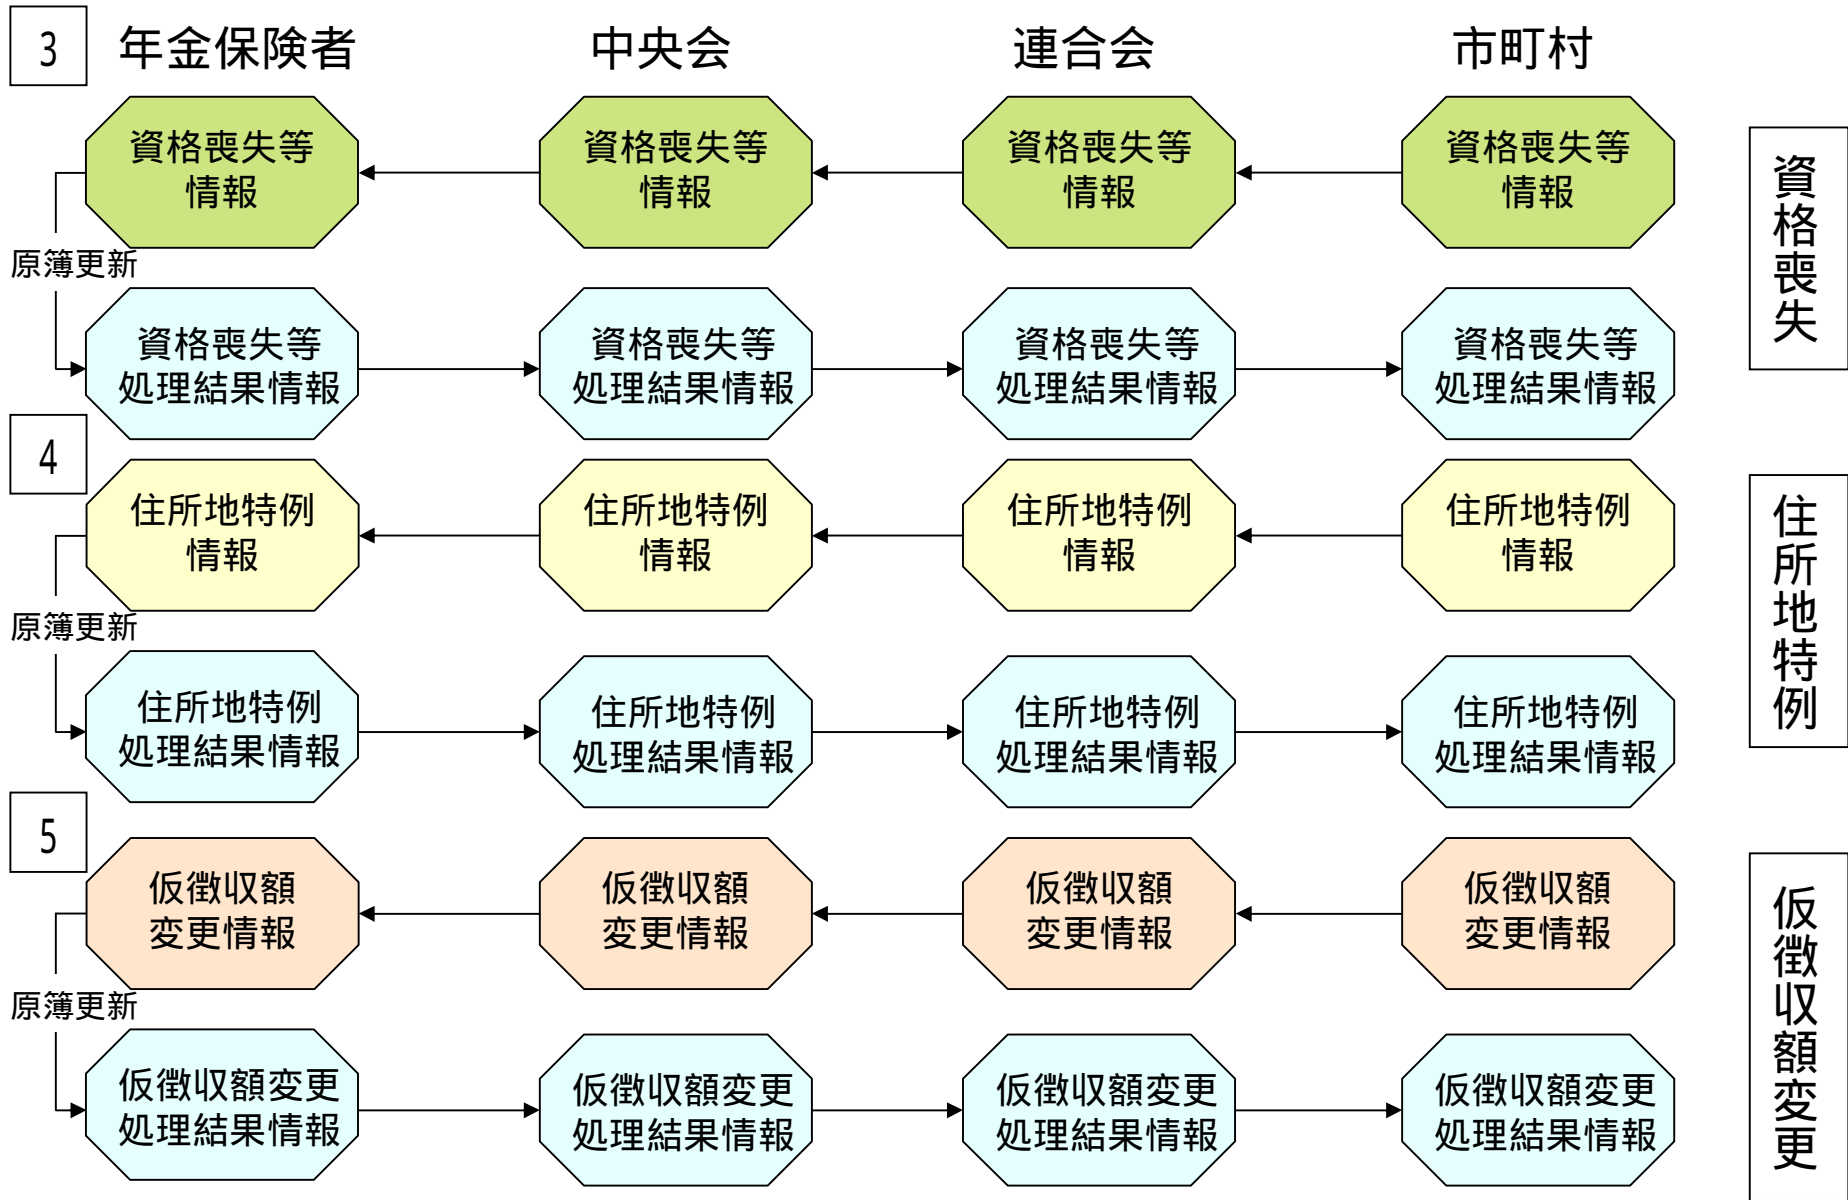 3
年金保険者
中央会
連合会
市町村
資格喪失等
情報
資格喪失等
情報
資格喪失等
情報
資格喪失等
情報
資格喪失
原簿更新
資格喪失等
処理結果情報
資格喪失等
処理結果情報
資格喪失等
処理結果情報
資格喪失等
処理結果情報
4
住所地特例
情報
住所地特例
情報
住所地特例
情報
住所地特例
情報
住所地特例
原簿更新
住所地特例
処理結果情報
住所地特例
処理結果情報
住所地特例
処理結果情報
住所地特例
処理結果情報
5
仮徴収額
変更情報
仮徴収額
変更情報
仮徴収額
変更情報
仮徴収額
変更情報
仮徴収額変更
原簿更新
仮徴収額変更
処理結果情報
仮徴収額変更
処理結果情報
仮徴収額変更
処理結果情報
仮徴収額変更
処理結果情報